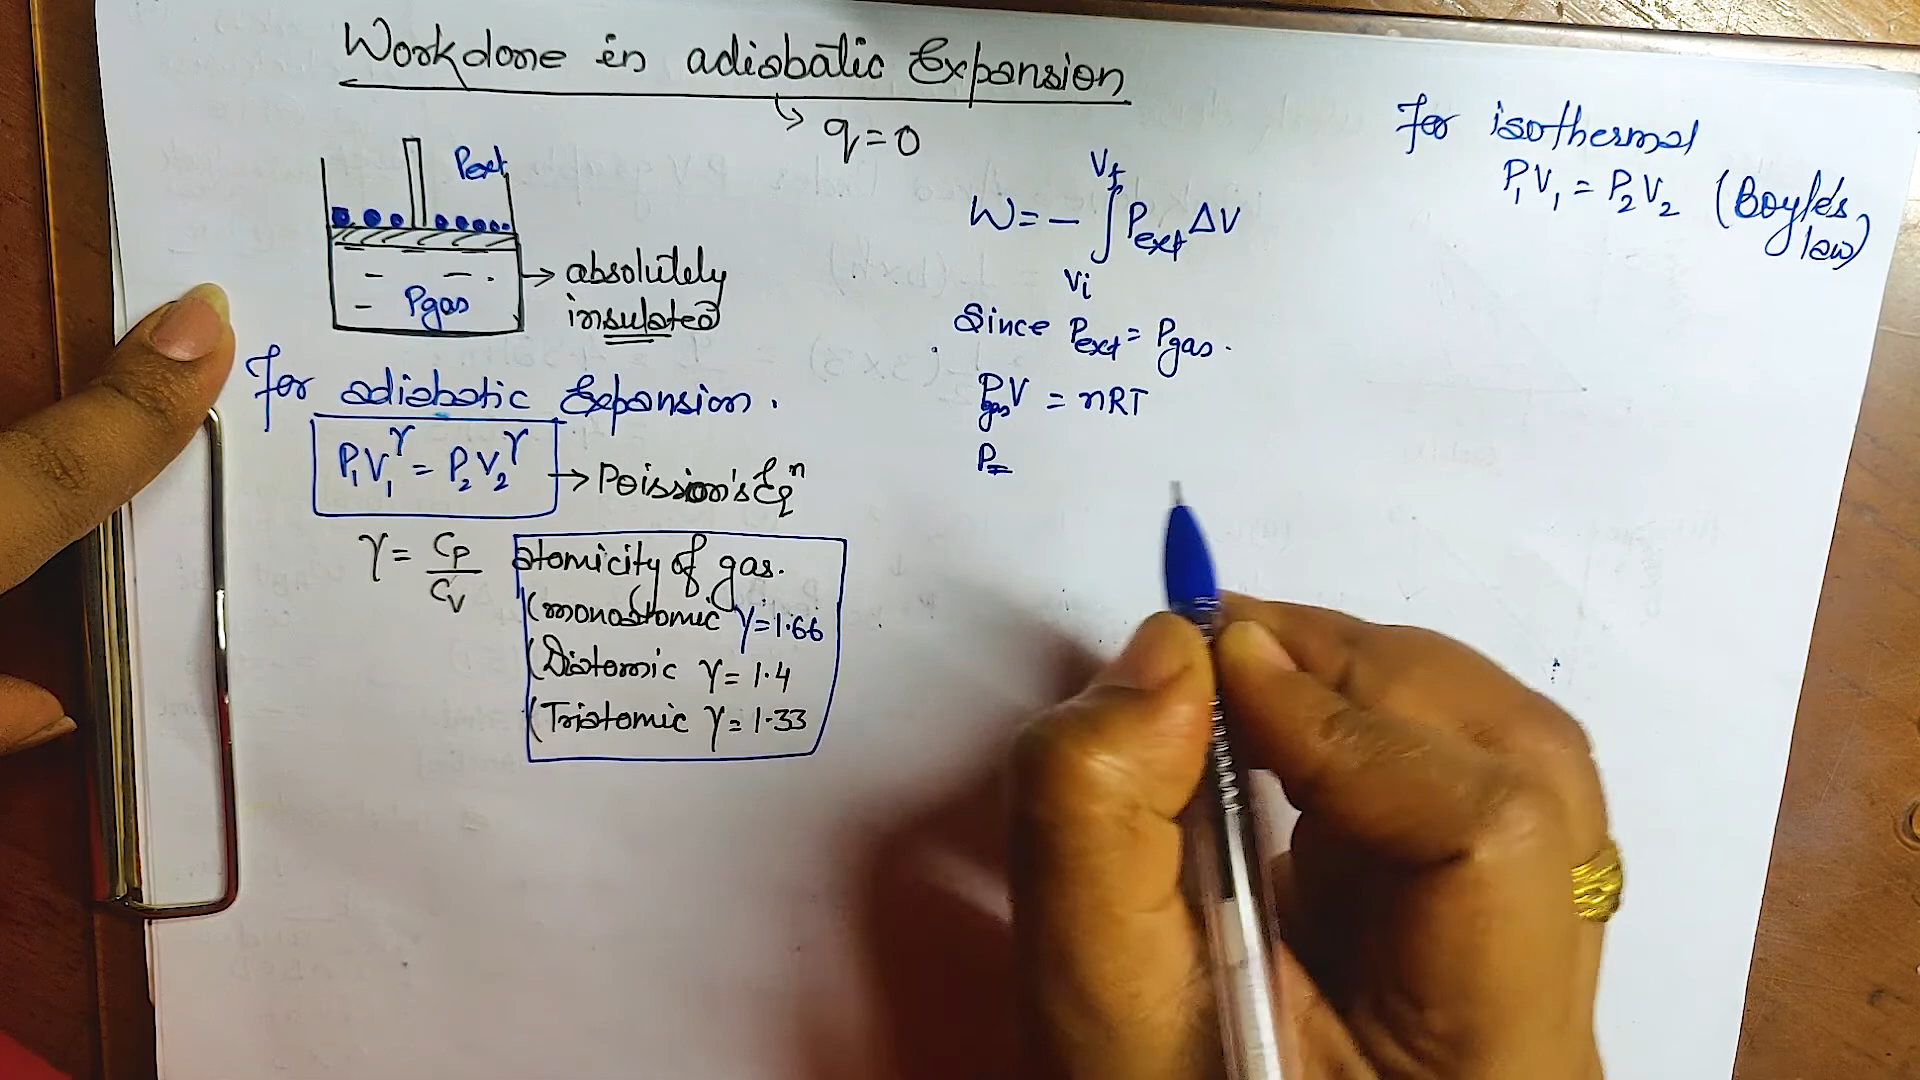 Workdone in adiabatic Expansion
q=0
Pext
Pgas
absolutely
insulated
For adiabatic Expansion.
P₁V₁^γ = P₂V₂^γ → Poission's Eqⁿ
γ = Cp/Cv
atomicity of gas.
(monoatomic γ=1.66
(Diatomic γ= 1.4
(Triatomic γ= 1.33
W= - ∫ Pext ΔV
Vf
Vi
Since Pext = Pgas.
PgasV = nRT
P=
For isothermal
P₁V₁ = P₂V₂ (Boyle's
law)